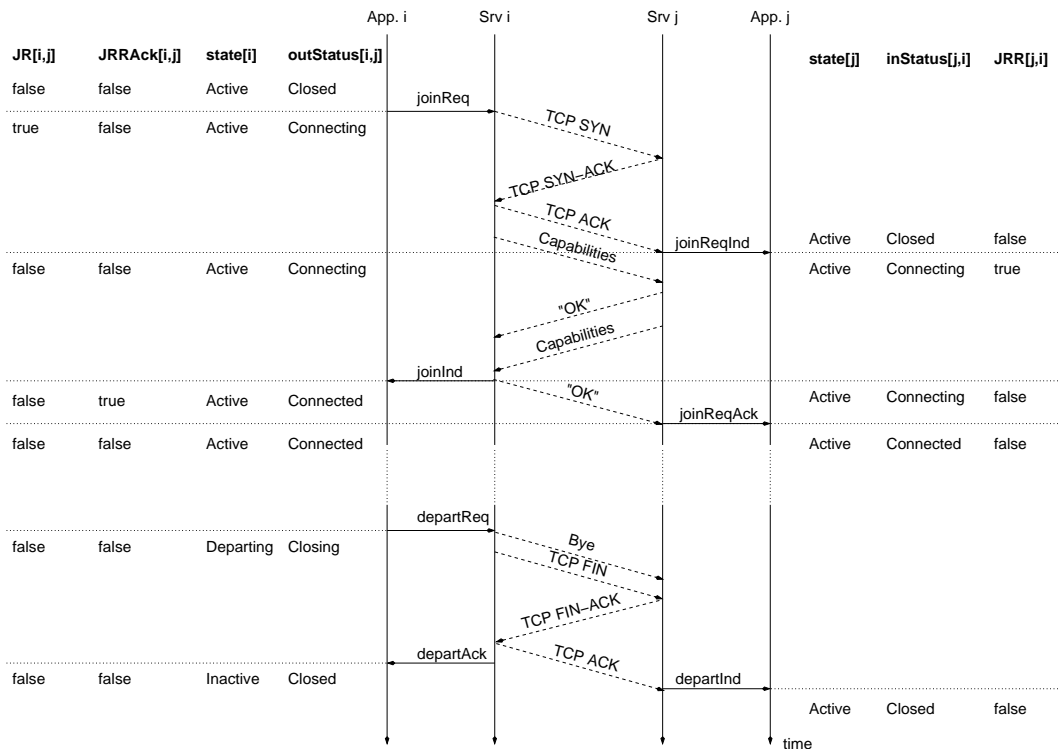 App. i Srv i Srv j App. j
JR[i,j] JRRAck[i,j] state[i] outStatus[i,j] state[j] inStatus[j,i] JRR[j,i]
false false Active Closed
joinReq
TCP SYN
true false Active Connecting
TCP SYN−ACK
TCP ACK
Capabilities
joinReqInd
Active Closed false
false false Active Connecting Active Connecting true
"OK"
Capabilities
joinInd
"OK"
false true Active Connected Active Connecting false
joinReqAck
false false Active Connected Active Connected false
departReq
Bye
false false Departing Closing
TCP FIN
TCP FIN−ACK
departAck
TCP ACK
false false Inactive Closed
departInd
Active Closed false
time